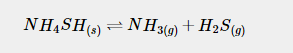 NH₄SH₍ₛ₎ ⇌ NH₃₍g₎ + H₂S₍g₎